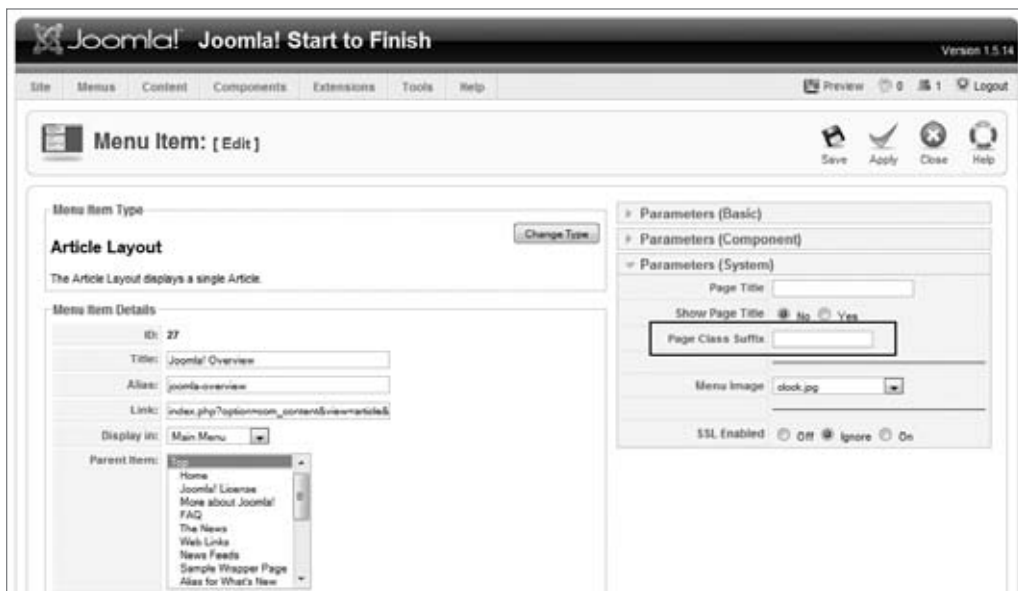 Joomla! Joomla! Start to Finish
Version 1.5.14
Site Menus Content Components Extensions Tools Help
Preview 0 1 Logout
Menu Item: [Edit]
Save Apply Close Help
Menu Item Type
Change Type
Article Layout
The Article Layout displays a single Article.
Menu Item Details
ID: 27
Title: Joomla! Overview
Alias: joomla-overview
Link: index.php?option=com_content&view=article&
Display in: Main Menu
Parent Item: Top
Home
Joomla! License
More about Joomla!
FAQ
The News
Web Links
News Feeds
Sample Wrapper Page
Alias for What's New
Parameters (Basic)
Parameters (Component)
Parameters (System)
Page Title
Show Page Title No Yes
Page Class Suffix
Menu Image clock.jpg
SSL Enabled Off Ignore On